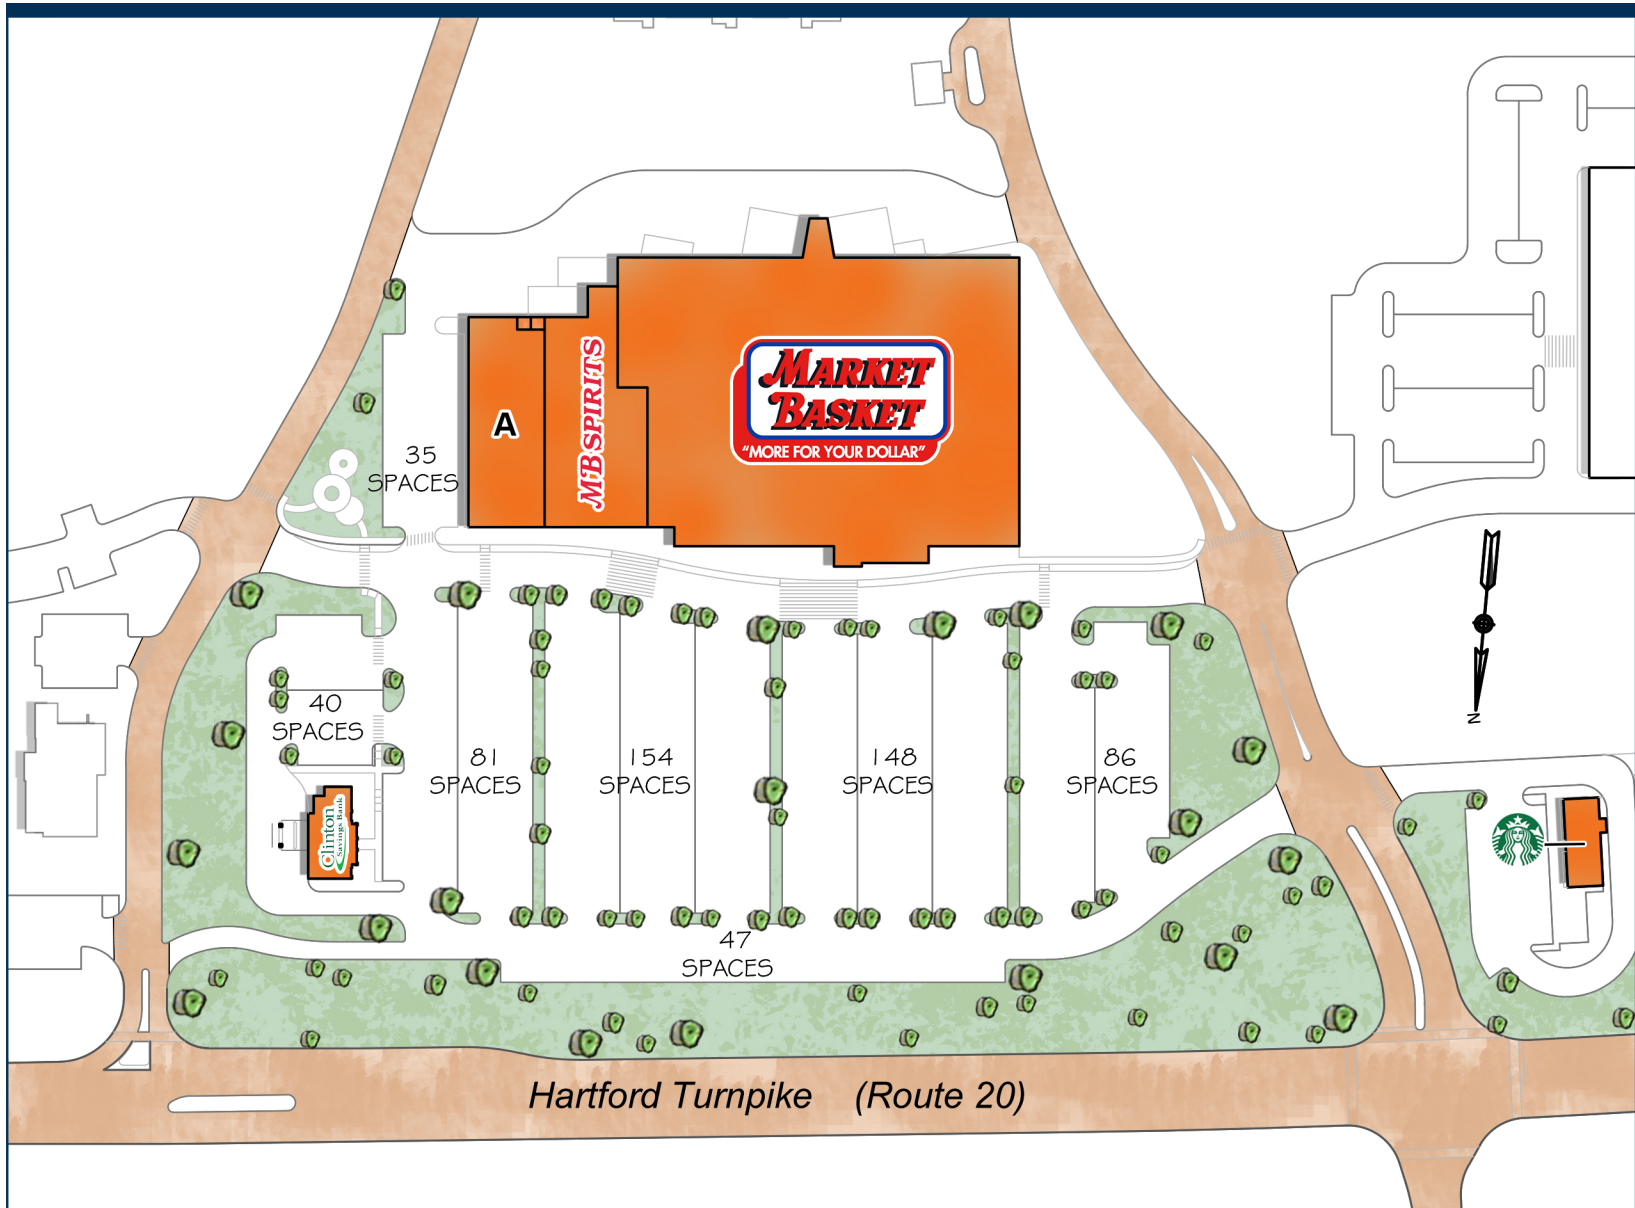 MARKET
BASKET
"MORE FOR YOUR DOLLAR"
MB SPIRITS
A
35
SPACES
40
SPACES
81
SPACES
154
SPACES
148
SPACES
86
SPACES
Clinton
Savings Bank
47
SPACES
N
Hartford Turnpike (Route 20)